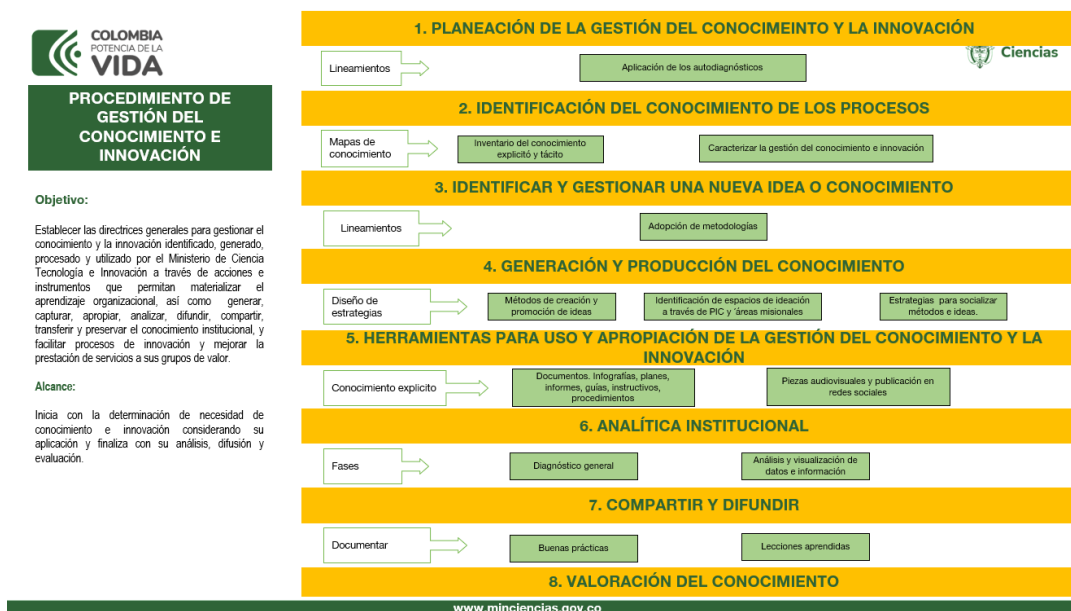 COLOMBIA
POTENCIA DE LA
VIDA
PROCEDIMIENTO DE
GESTIÓN DEL
CONOCIMIENTO E
INNOVACIÓN
Objetivo:
Establecer las directrices generales para gestionar el
conocimiento y la innovación identificado, generado,
procesado y utilizado por el Ministerio de Ciencia
Tecnología e Innovación a través de acciones e
instrumentos que permitan materializar el
aprendizaje organizacional, así como generar,
capturar, apropiar, analizar, difundir, compartir,
transferir y preservar el conocimiento institucional, y
facilitar procesos de innovación y mejorar la
prestación de servicios a sus grupos de valor.
Alcance:
Inicia con la determinación de necesidad de
conocimiento e innovación considerando su
aplicación y finaliza con su análisis, difusión y
evaluación.
1. PLANEACIÓN DE LA GESTIÓN DEL CONOCIMEINTO Y LA INNOVACIÓN
Ciencias
Lineamientos
Aplicación de los autodiagnósticos
2. IDENTIFICACIÓN DEL CONOCIMIENTO DE LOS PROCESOS
Mapas de
conocimiento
Inventario del conocimiento
explicitó y tácito
Caracterizar la gestión del conocimiento e innovación
3. IDENTIFICAR Y GESTIONAR UNA NUEVA IDEA O CONOCIMIENTO
Lineamientos
Adopción de metodologías
4. GENERACIÓN Y PRODUCCIÓN DEL CONOCIMIENTO
Diseño de
estrategias
Métodos de creación y
promoción de ideas
Identificación de espacios de ideación
a través de PIC y ´áreas misionales
Estrategias para socializar
métodos e ideas.
5. HERRAMIENTAS PARA USO Y APROPIACIÓN DE LA GESTIÓN DEL CONOCIMIENTO Y LA
INNOVACIÓN
Conocimiento explicito
Documentos. Infografías, planes,
informes, guías, instructivos,
procedimientos
Piezas audiovisuales y publicación en
redes sociales
6. ANALÍTICA INSTITUCIONAL
Fases
Diagnóstico general
Análisis y visualización de
datos e información
7. COMPARTIR Y DIFUNDIR
Documentar
Buenas prácticas
Lecciones aprendidas
8. VALORACIÓN DEL CONOCIMIENTO
www.minciencias.gov.co